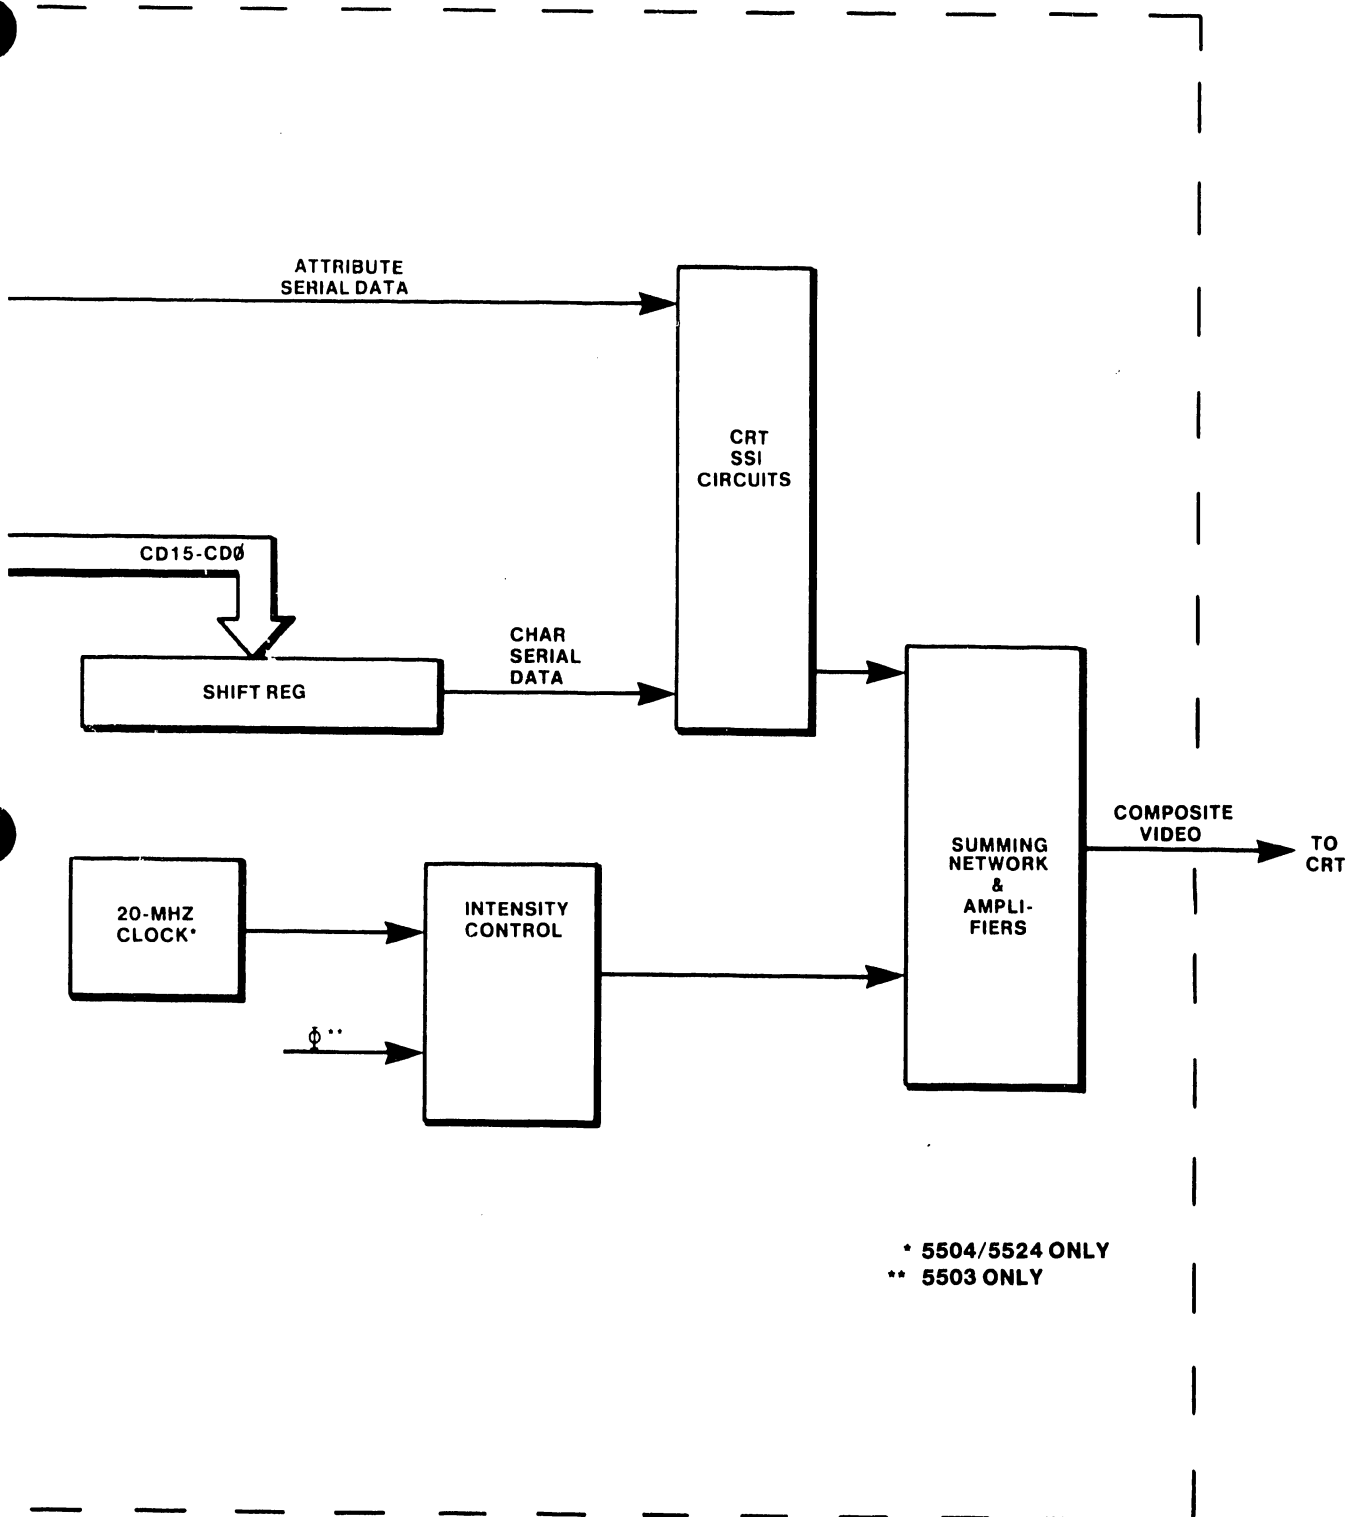 ATTRIBUTE
SERIAL DATA
CRT
SSI
CIRCUITS
CD15-CDØ
CHAR
SERIAL
DATA
SHIFT REG
COMPOSITE
VIDEO
TO
CRT
SUMMING
NETWORK
&
AMPLI-
FIERS
20-MHZ
CLOCK*
INTENSITY
CONTROL
Φ **
* 5504/5524 ONLY
** 5503 ONLY